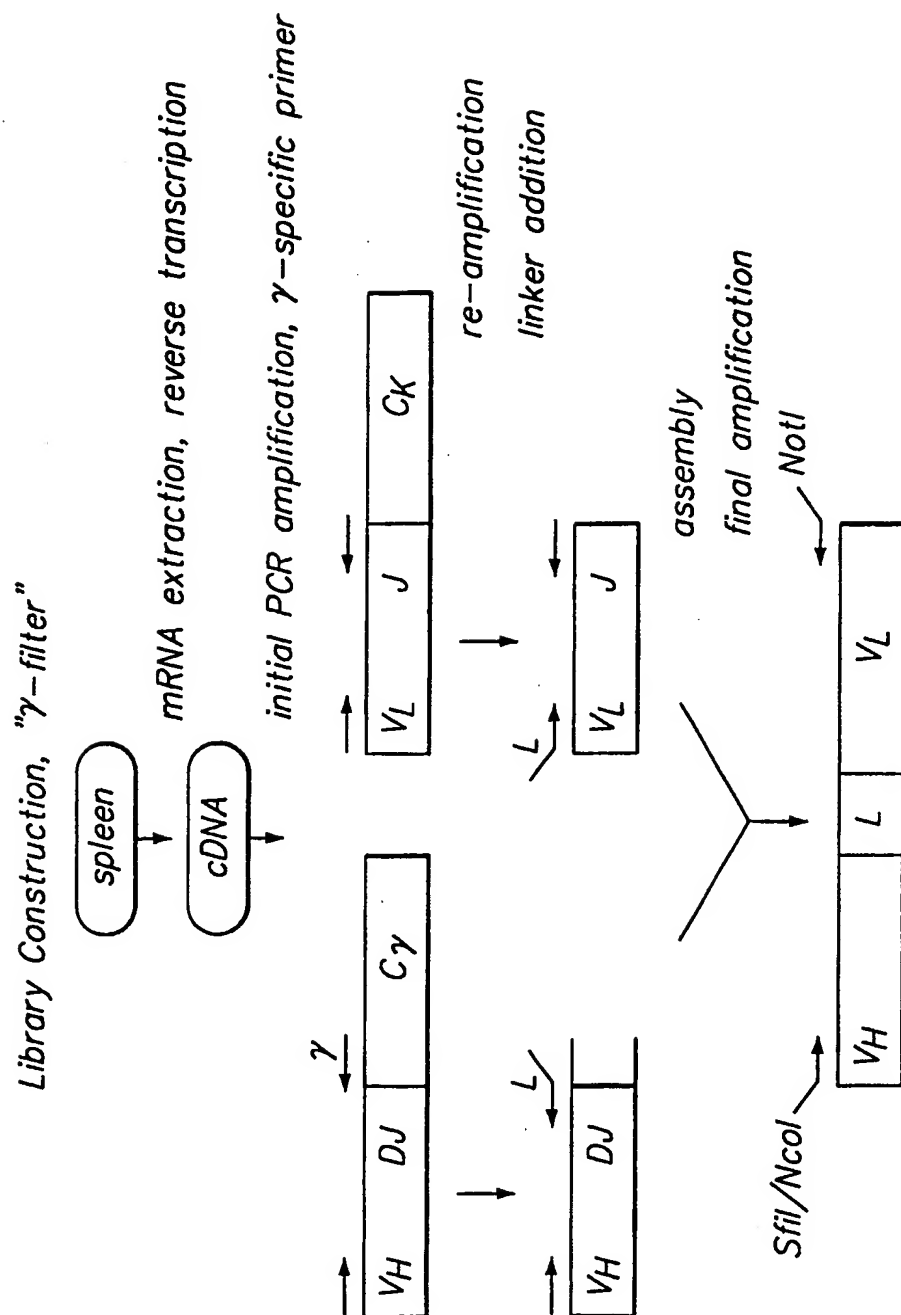 Library Construction, "γ-filter"
spleen
mRNA extraction, reverse transcription
cDNA
initial PCR amplification, γ-specific primer
γ
VH DJ Cγ
VL J CK
re-amplification
linker addition
L
VH DJ
L
VL J
assembly
final amplification
SfiI/NcoI
NotI
VH L VL